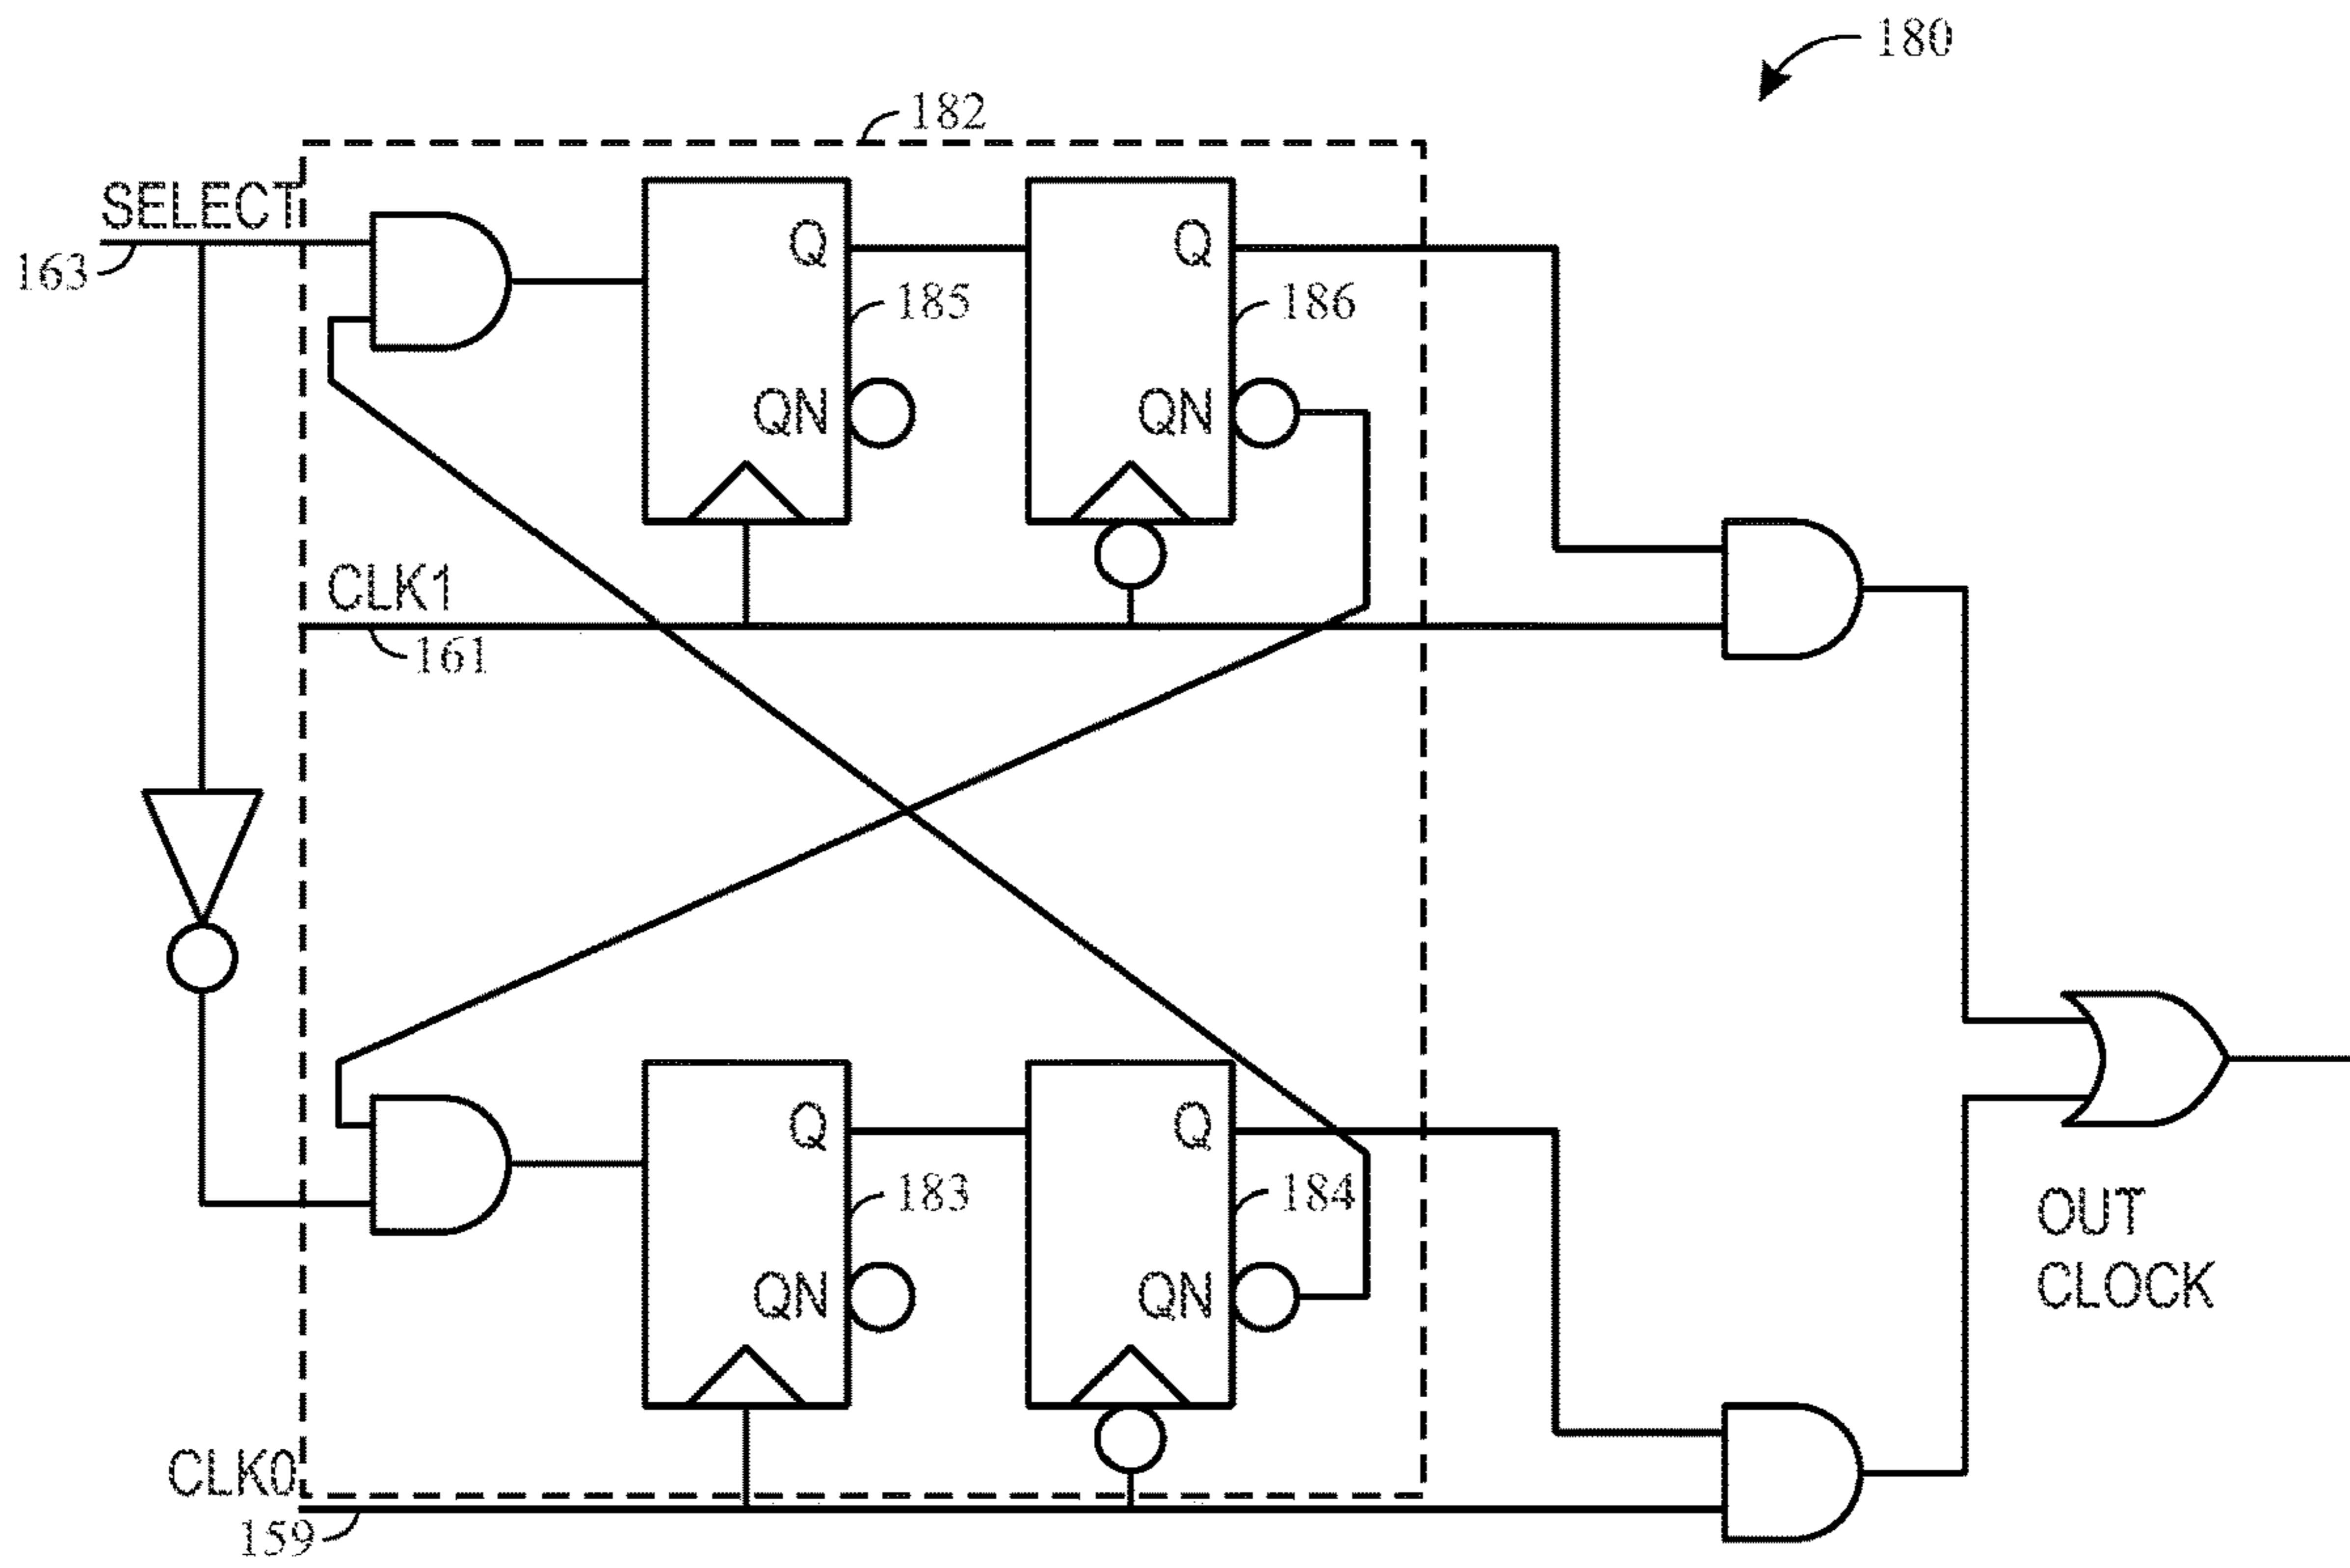 180
182
SELECT
163
Q
Q
185
186
QN
QN
CLK1
161
Q
Q
183
184
QN
QN
OUT
CLOCK
CLK0
159